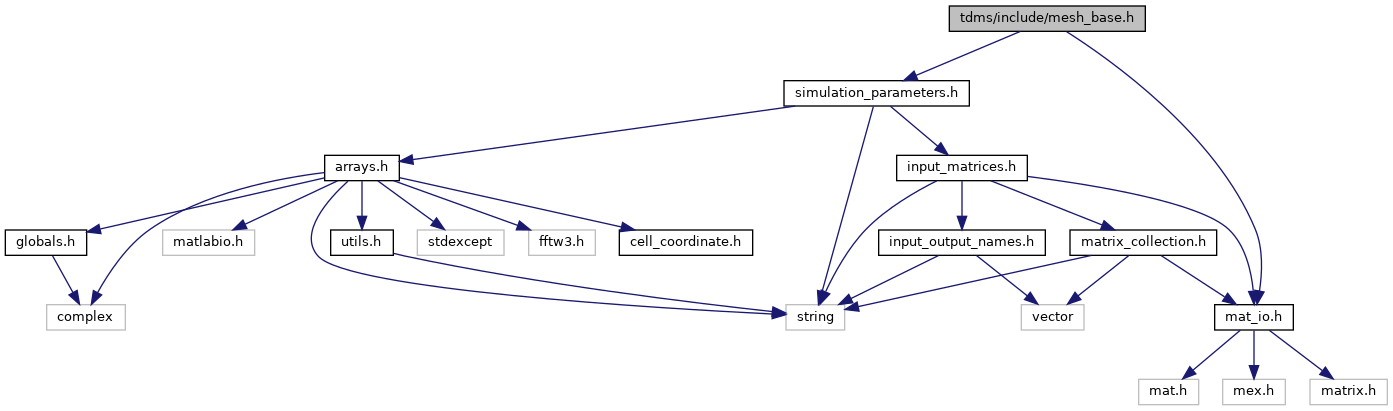 tdms/include/mesh_base.h
simulation_parameters.h
arrays.h
input_matrices.h
globals.h
matlabio.h
utils.h
stdexcept
fftw3.h
cell_coordinate.h
input_output_names.h
matrix_collection.h
complex
string
vector
mat_io.h
mat.h
mex.h
matrix.h